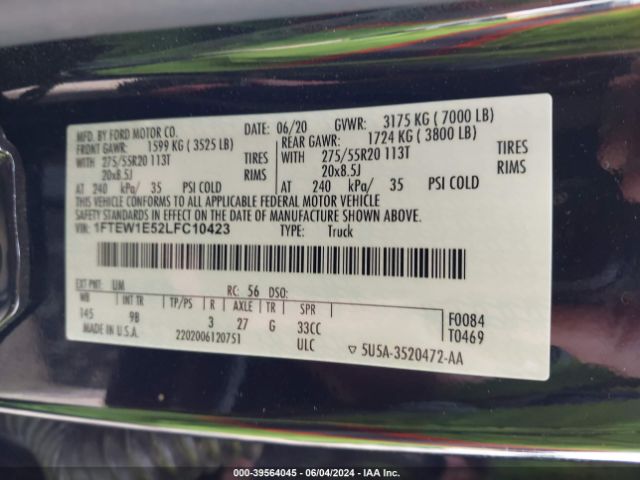 MFD. BY FORD MOTOR CO. DATE: 06/20 GVWR: 3175 KG ( 7000 LB)
FRONT GAWR: 1599 KG ( 3525 LB) REAR GAWR: 1724 KG ( 3800 LB)
WITH 275/55R20 113T TIRES WITH 275/55R20 113T TIRES
20x8.5J RIMS 20x8.5J RIMS
AT 240 kPa/ 35 PSI COLD AT 240 kPa/ 35 PSI COLD
THIS VEHICLE CONFORMS TO ALL APPLICABLE FEDERAL MOTOR VEHICLE
SAFETY STANDARDS IN EFFECT ON THE DATE OF MANUFACTURE SHOWN ABOVE.
VIN: 1FTEW1E52LFC10423 TYPE: Truck
EXT PNT: UM RC: 56 DSO:
WB INT TR TP/PS R AXLE TR SPR
145 9B 3 27 G 33CC F0084
MADE IN U.S.A. 2202006120751 ULC T0469
▽ 5U5A-3520472-AA
000-39564045 | 06/04/2024 | IAA Inc.